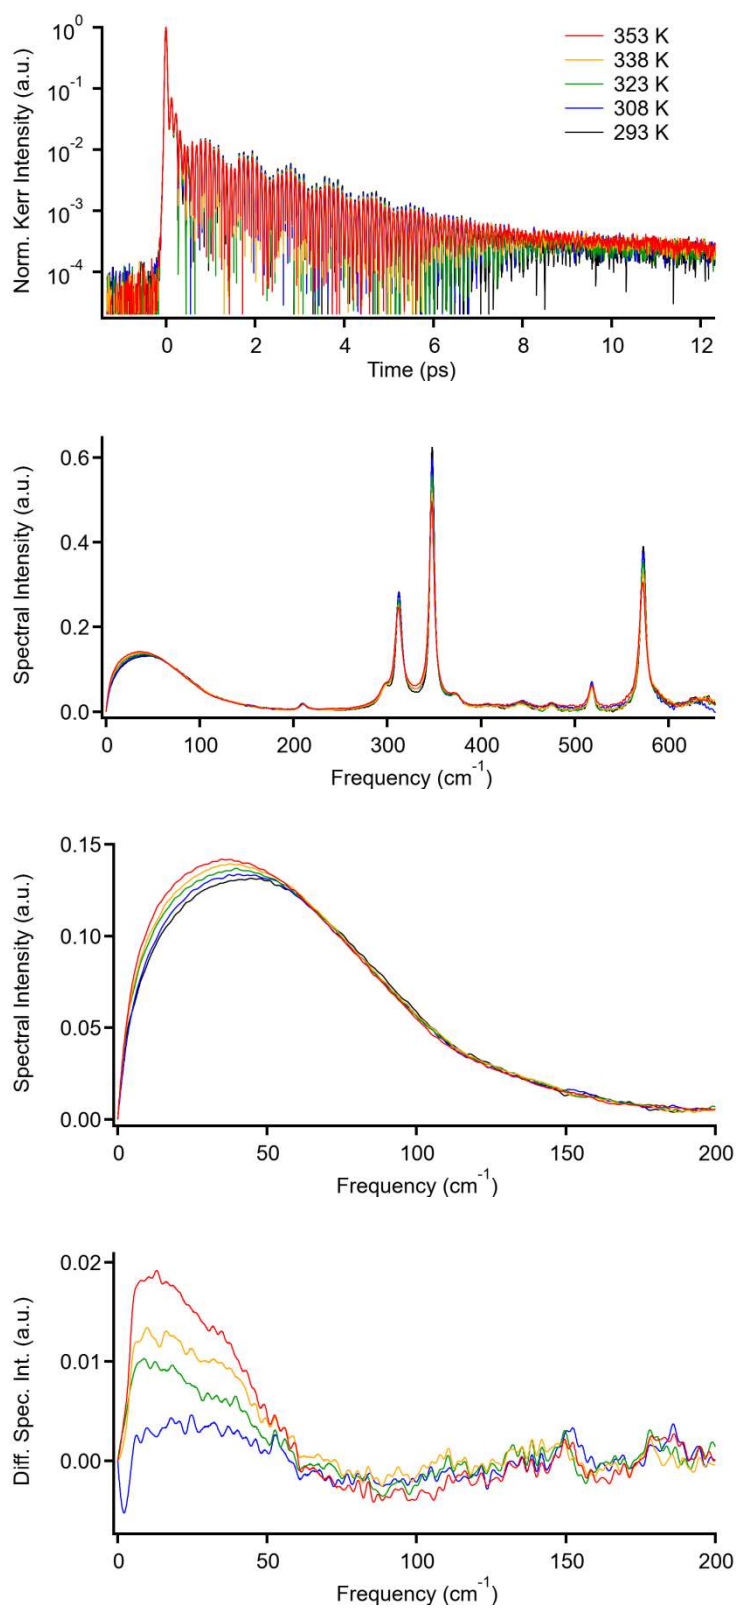 Norm. Kerr Intensity (a.u.)
10⁰
10⁻¹
10⁻²
10⁻³
10⁻⁴
353 K
338 K
323 K
308 K
293 K
0 2 4 6 8 10 12
Time (ps)
Spectral Intensity (a.u.)
0.6
0.4
0.2
0.0
0 100 200 300 400 500 600
Frequency (cm⁻¹)
Spectral Intensity (a.u.)
0.15
0.10
0.05
0.00
0 50 100 150 200
Frequency (cm⁻¹)
Diff. Spec. Int. (a.u.)
0.02
0.01
0.00
0 50 100 150 200
Frequency (cm⁻¹)